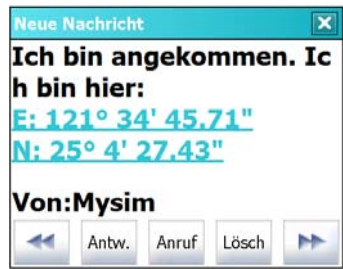 Neue Nachricht
Ich bin angekommen. Ic
h bin hier:
E: 121° 34' 45.71"
N: 25° 4' 27.43"
Von:Mysim
Antw. Anruf Lösch